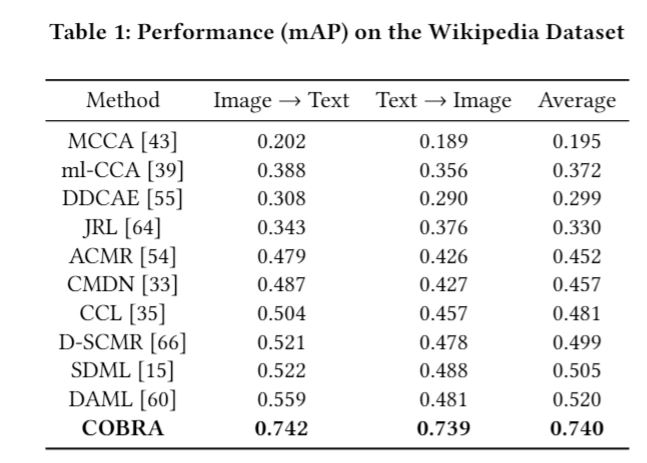 Table 1: Performance (mAP) on the Wikipedia Dataset
Method Image → Text Text → Image Average
MCCA [43] 0.202 0.189 0.195
ml-CCA [39] 0.388 0.356 0.372
DDCAE [55] 0.308 0.290 0.299
JRL [64] 0.343 0.376 0.330
ACMR [54] 0.479 0.426 0.452
CMDN [33] 0.487 0.427 0.457
CCL [35] 0.504 0.457 0.481
D-SCMR [66] 0.521 0.478 0.499
SDML [15] 0.522 0.488 0.505
DAML [60] 0.559 0.481 0.520
COBRA 0.742 0.739 0.740